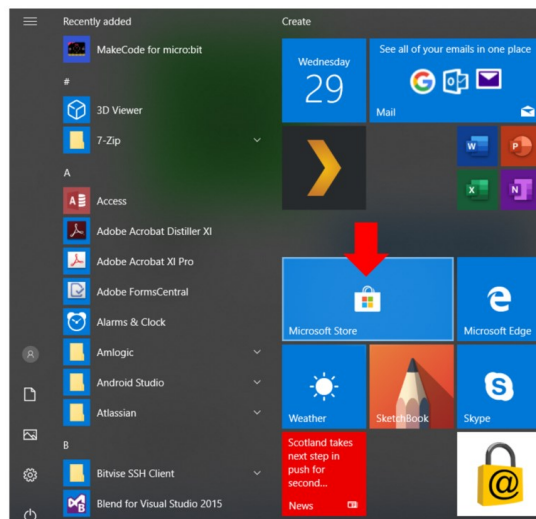 Recently added
MakeCode for micro:bit
#
3D Viewer
7-Zip
A
Access
Adobe Acrobat Distiller XI
Adobe Acrobat XI Pro
Adobe FormsCentral
Alarms & Clock
Amlogic
Android Studio
Atlassian
B
Bitvise SSH Client
Blend for Visual Studio 2015
Create
Wednesday
29
See all of your emails in one place
Mail
Microsoft Store
Microsoft Edge
Weather
SketchBook
Skype
Scotland takes
next step in
push for
second...
News